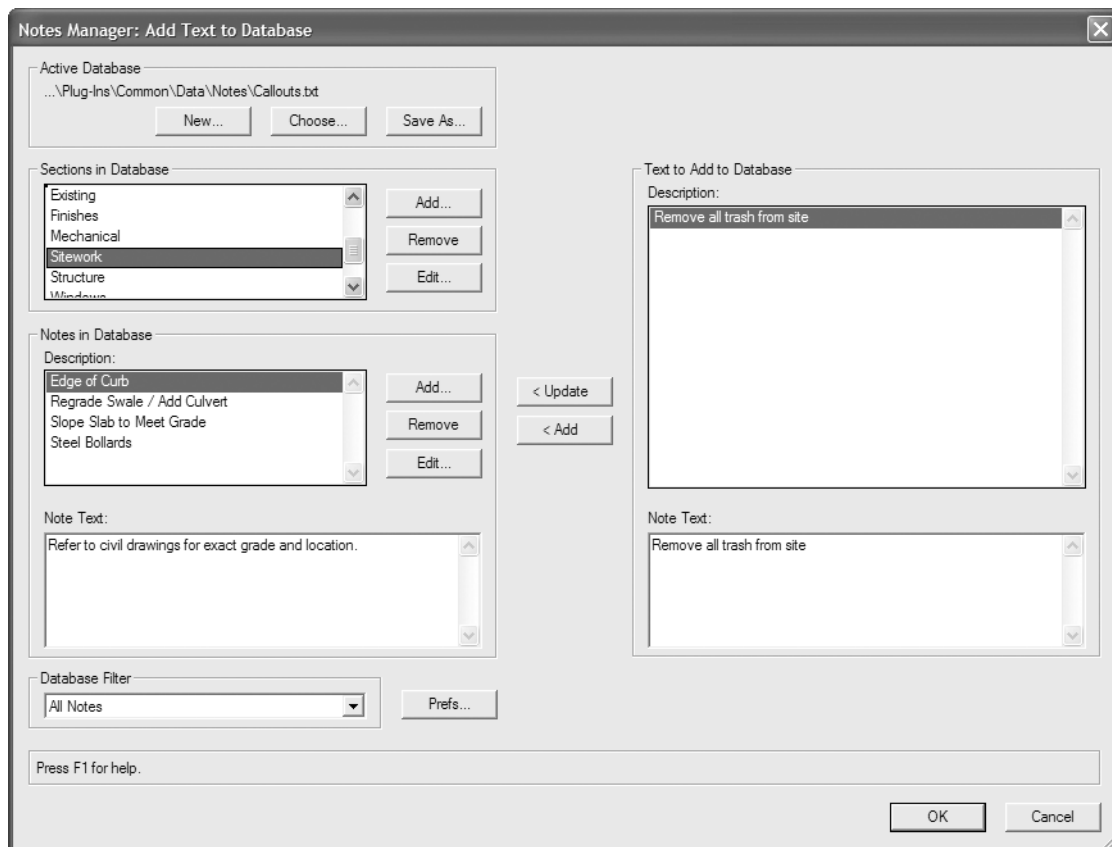 Notes Manager: Add Text to Database
Active Database
...\Plug-Ins\Common\Data\Notes\Callouts.txt
New...
Choose...
Save As...
Sections in Database
Existing
Finishes
Mechanical
Sitework
Structure
Windows
Add...
Remove
Edit...
Notes in Database
Description:
Edge of Curb
Regrade Swale / Add Culvert
Slope Slab to Meet Grade
Steel Bollards
Add...
Remove
Edit...
Note Text:
Refer to civil drawings for exact grade and location.
< Update
< Add
Text to Add to Database
Description:
Remove all trash from site
Note Text:
Remove all trash from site
Database Filter
All Notes
Prefs...
Press F1 for help.
OK
Cancel